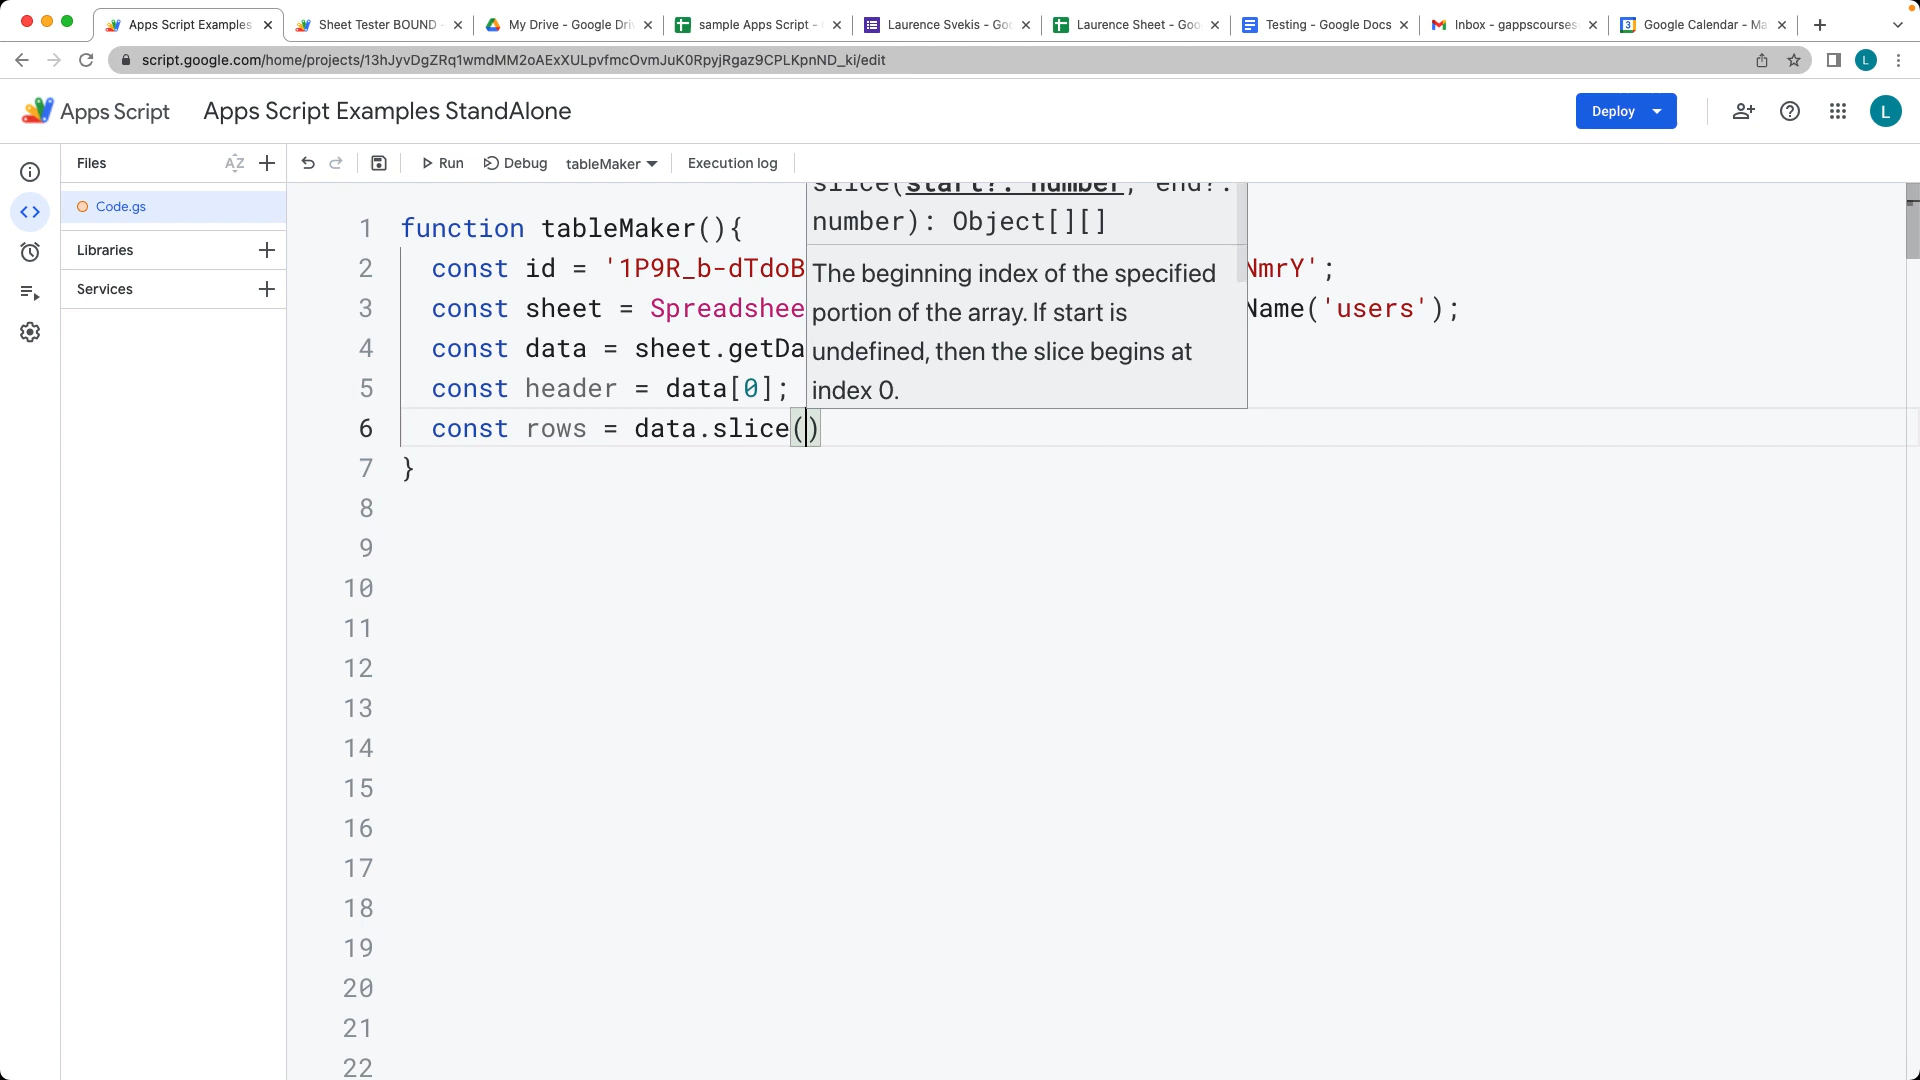 Apps Script Examples
Sheet Tester BOUND -
My Drive - Google Dri
sample Apps Script -
Laurence Svekis - Go
Laurence Sheet - Goo
Testing - Google Docs
Inbox - gappscourses
Google Calendar - Ma
script.google.com/home/projects/13hJyvDgZRq1wmdMM2oAExXULpvfmcOvmJuK0RpyjRgaz9CPLKpnND_ki/edit
L
Apps Script
Apps Script Examples StandAlone
Deploy
L
Files
AZ
Run
Debug
tableMaker
Execution log
Code.gs
Libraries
Services
slice(start?: number, end?:
number): Object[][]
The beginning index of the specified
portion of the array. If start is
undefined, then the slice begins at
index 0.
1 function tableMaker(){
2 const id = '1P9R_b-dTdoB NmrY';
3 const sheet = Spreadshee Name('users');
4 const data = sheet.getDa
5 const header = data[0];
6 const rows = data.slice()
7 }
8
9
10
11
12
13
14
15
16
17
18
19
20
21
22